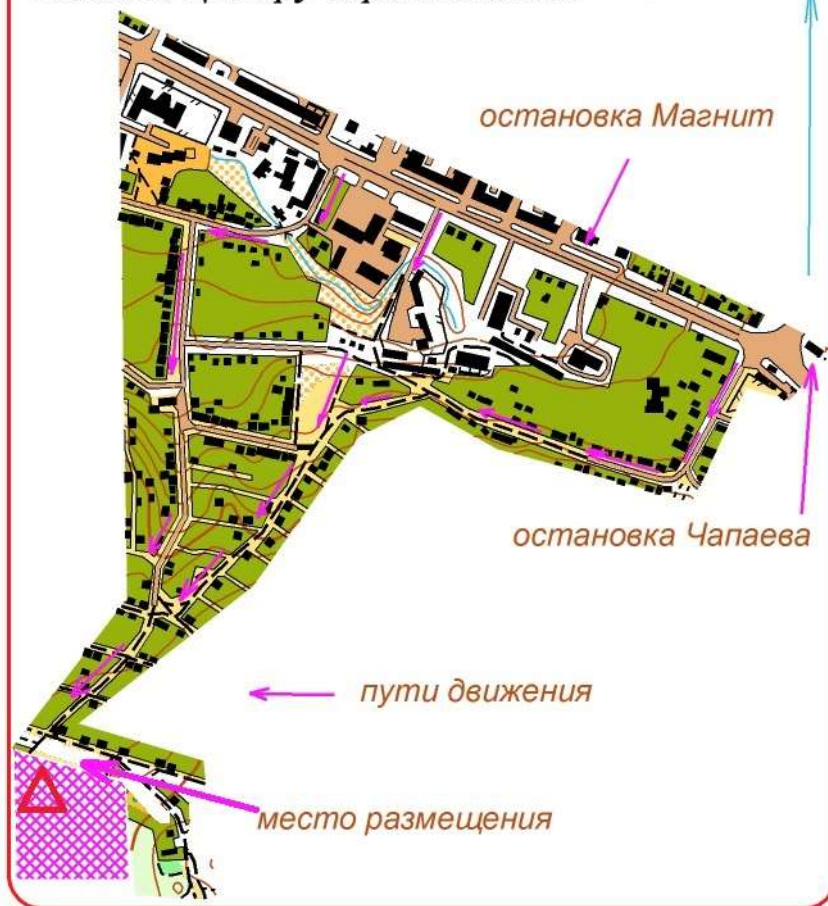 остановка Магнит
остановка Чапаева
пути движения
место размещения